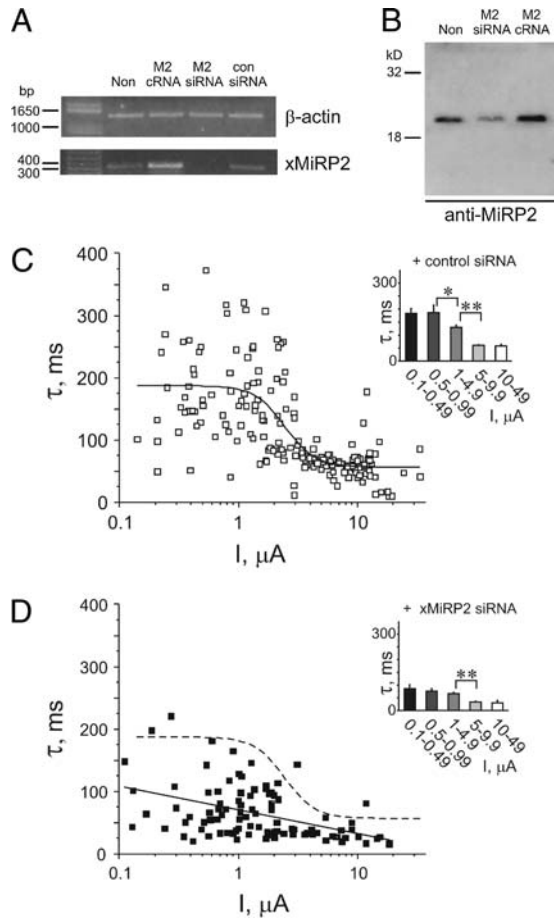 A
bp
Non
M2
cRNA
M2
siRNA
con
siRNA
1650
1000
β-actin
400
300
xMiRP2
B
kD
Non
M2
siRNA
M2
cRNA
32
18
anti-MiRP2
C
400
300
200
100
0
τ, ms
0.1
1
10
I, μA
+ control siRNA
300
0
τ, ms
*
**
0.1-0.49
0.5-0.99
1-4.9
5-9.9
10-49
I, μA
D
400
300
200
100
0
τ, ms
0.1
1
10
I, μA
+ xMiRP2 siRNA
300
0
τ, ms
**
0.1-0.49
0.5-0.99
1-4.9
5-9.9
10-49
I, μA